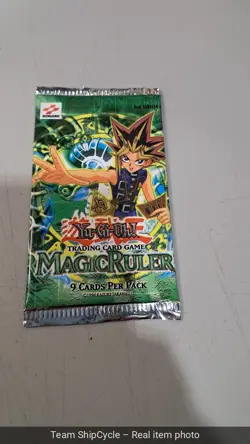 KONAMI
Yu-Gi-Oh!
TRADING CARD GAME
MAGIC RULER
9 CARDS PER PACK
Team ShipCycle – Real item photo